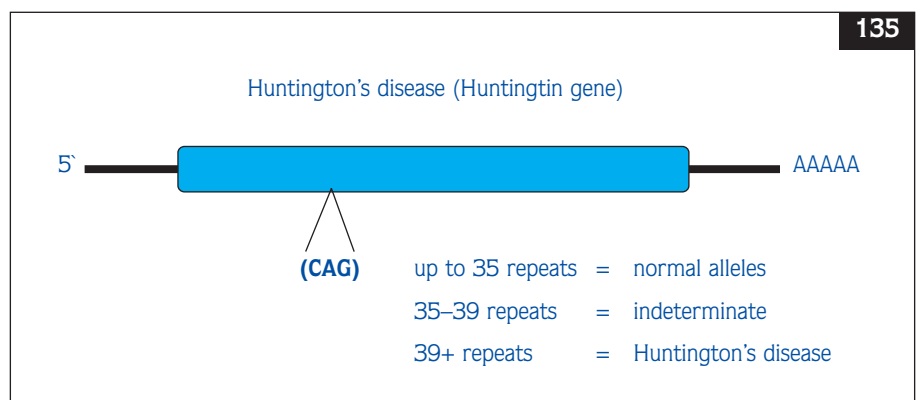 135
Huntington's disease (Huntingtin gene)
5` AAAAA
(CAG) up to 35 repeats = normal alleles
35–39 repeats = indeterminate
39+ repeats = Huntington's disease